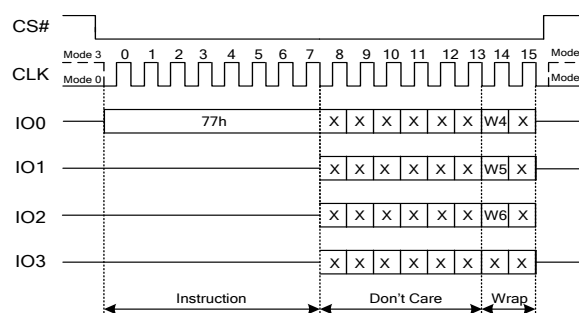 CS#
Mode 3 0 1 2 3 4 5 6 7 8 9 10 11 12 13 14 15 Mode
CLK
Mode 0 Mode
IO0 77h X X X X X X W4 X
IO1 X X X X X X W5 X
IO2 X X X X X X W6 X
IO3 X X X X X X X X
Instruction Don't Care Wrap